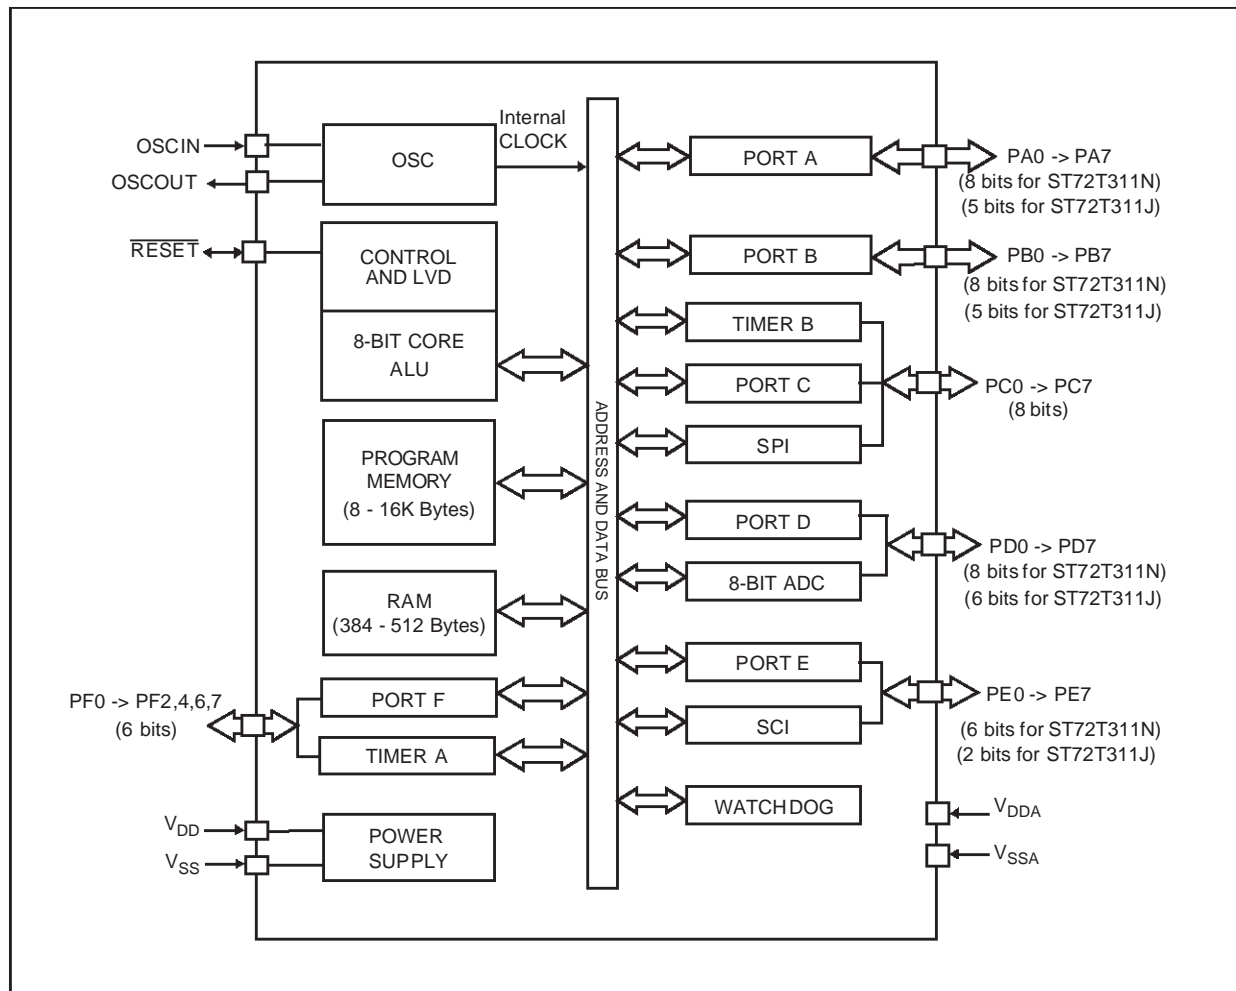 OSCIN
OSCOUT
RESET
OSC
Internal
CLOCK
CONTROL
AND LVD
8-BIT CORE
ALU
PROGRAM
MEMORY
(8 - 16K Bytes)
RAM
(384 - 512 Bytes)
PORT F
TIMER A
PF0 -> PF2,4,6,7
(6 bits)
VDD
VSS
POWER
SUPPLY
ADDRESS AND DATA BUS
PORT A
PA0 -> PA7
(8 bits for ST72T311N)
(5 bits for ST72T311J)
PORT B
PB0 -> PB7
(8 bits for ST72T311N)
(5 bits for ST72T311J)
TIMER B
PORT C
SPI
PC0 -> PC7
(8 bits)
PORT D
8-BIT ADC
PD0 -> PD7
(8 bits for ST72T311N)
(6 bits for ST72T311J)
PORT E
SCI
PE0 -> PE7
(6 bits for ST72T311N)
(2 bits for ST72T311J)
WATCHDOG
VDDA
VSSA